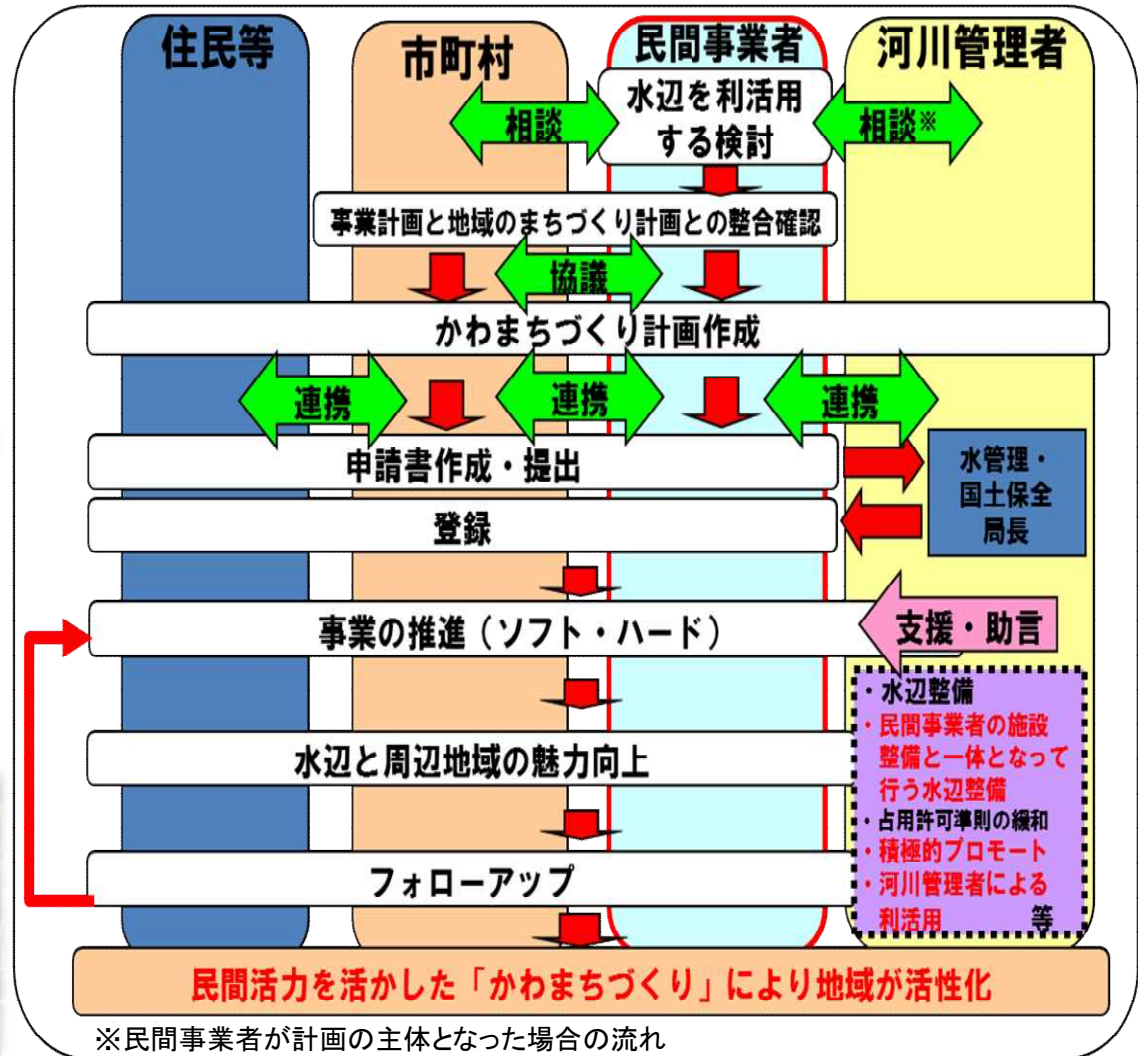 住民等
市町村
民間事業者
河川管理者
水辺を利活用
する検討
相談
相談※
事業計画と地域のまちづくり計画との整合確認
協議
かわまちづくり計画作成
連携
連携
連携
申請書作成・提出
水管理・
国土保全
局長
登録
事業の推進（ソフト・ハード）
支援・助言
・水辺整備
・民間事業者の施設
整備と一体となって
行う水辺整備
・占用許可準則の緩和
・積極的プロモート
・河川管理者による
利活用 等
水辺と周辺地域の魅力向上
フォローアップ
民間活力を活かした「かわまちづくり」により地域が活性化
※民間事業者が計画の主体となった場合の流れ